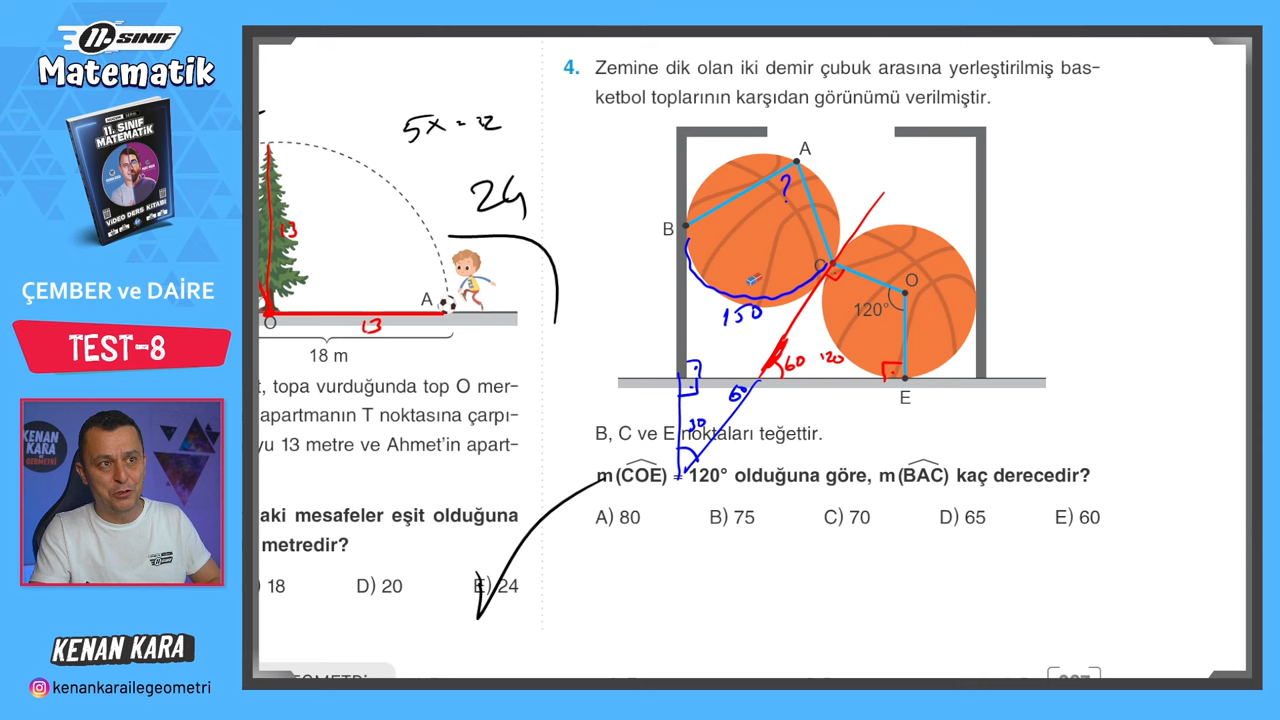 11.SINIF
Matematik
11. SINIF
MATEMATİK
VİDEO DERS KİTABI
ÇEMBER ve DAİRE
TEST-8
KENAN KARA
kenankarailegeometri
5x = 12
24
13
A
O
13
18 m
t, topa vurduğunda top O mer-
apartmanın T noktasına çarpı-
yu 13 metre ve Ahmet'in apart-
aki mesafeler eşit olduğuna
metredir?
) 18 D) 20 E) 24
4. Zemine dik olan iki demir çubuk arasına yerleştirilmiş bas-
ketbol toplarının karşıdan görünümü verilmiştir.
A
?
B
C
O
120°
150
60 120
60
30
E
B, C ve E noktaları teğettir.
m(COE) = 120° olduğuna göre, m(BAC) kaç derecedir?
A) 80 B) 75 C) 70 D) 65 E) 60